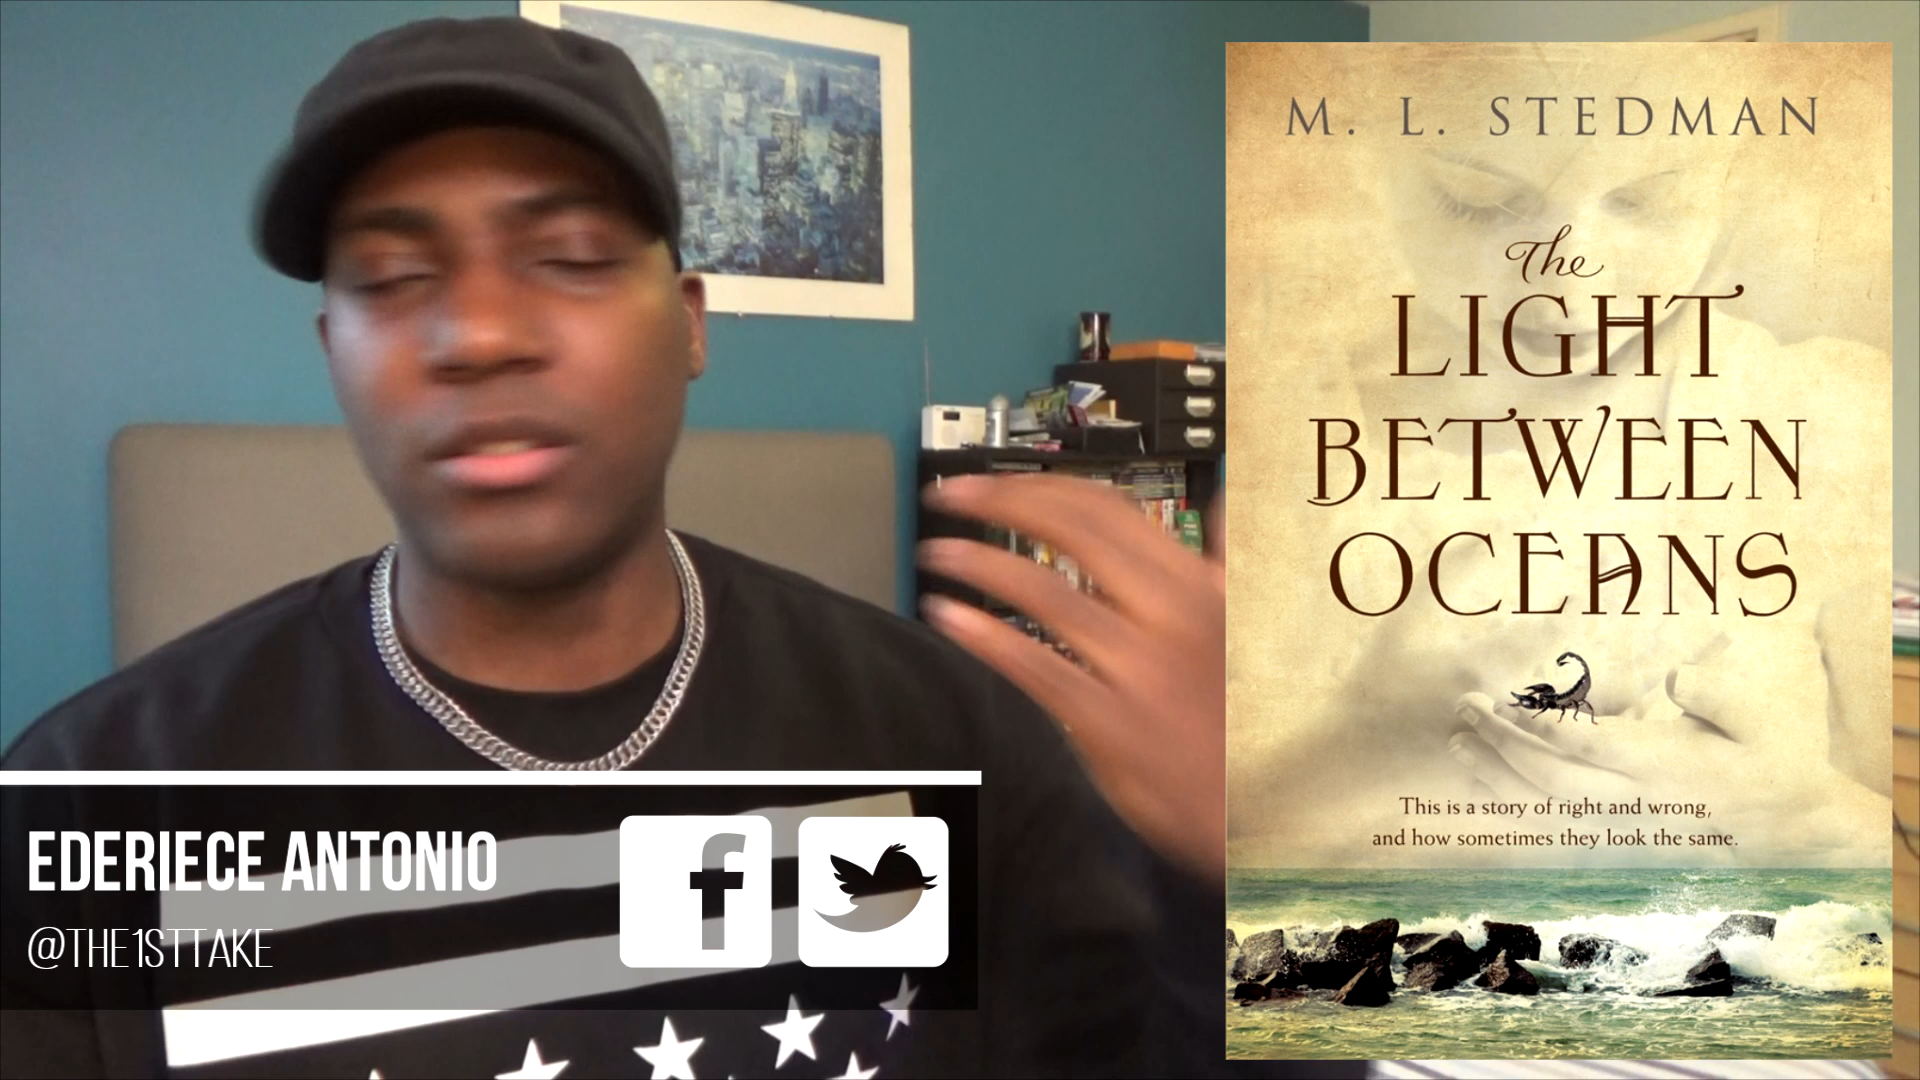 M. L. STEDMAN
The
LIGHT
BETWEEN
OCEANS
This is a story of right and wrong,
and how sometimes they look the same.
EDERIECE ANTONIO
@THE1STTAKE